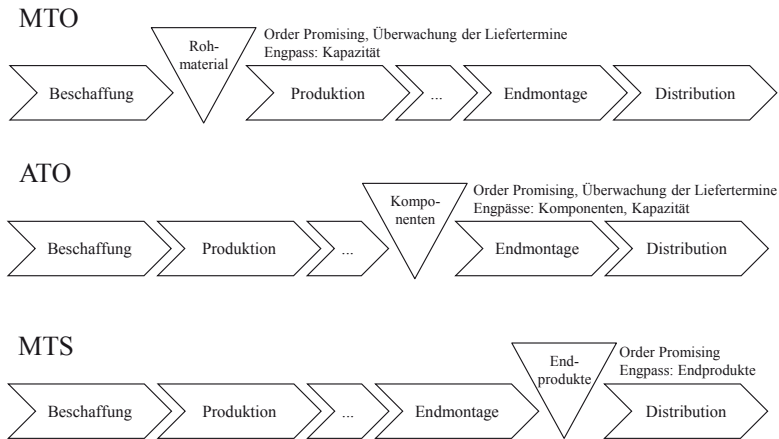 MTO
Roh-
material
Order Promising, Überwachung der Liefertermine
Engpass: Kapazität
Beschaffung
Produktion
...
Endmontage
Distribution
ATO
Kompo-
nenten
Order Promising, Überwachung der Liefertermine
Engpässe: Komponenten, Kapazität
Beschaffung
Produktion
...
Endmontage
Distribution
MTS
End-
produkte
Order Promising
Engpass: Endprodukte
Beschaffung
Produktion
...
Endmontage
Distribution